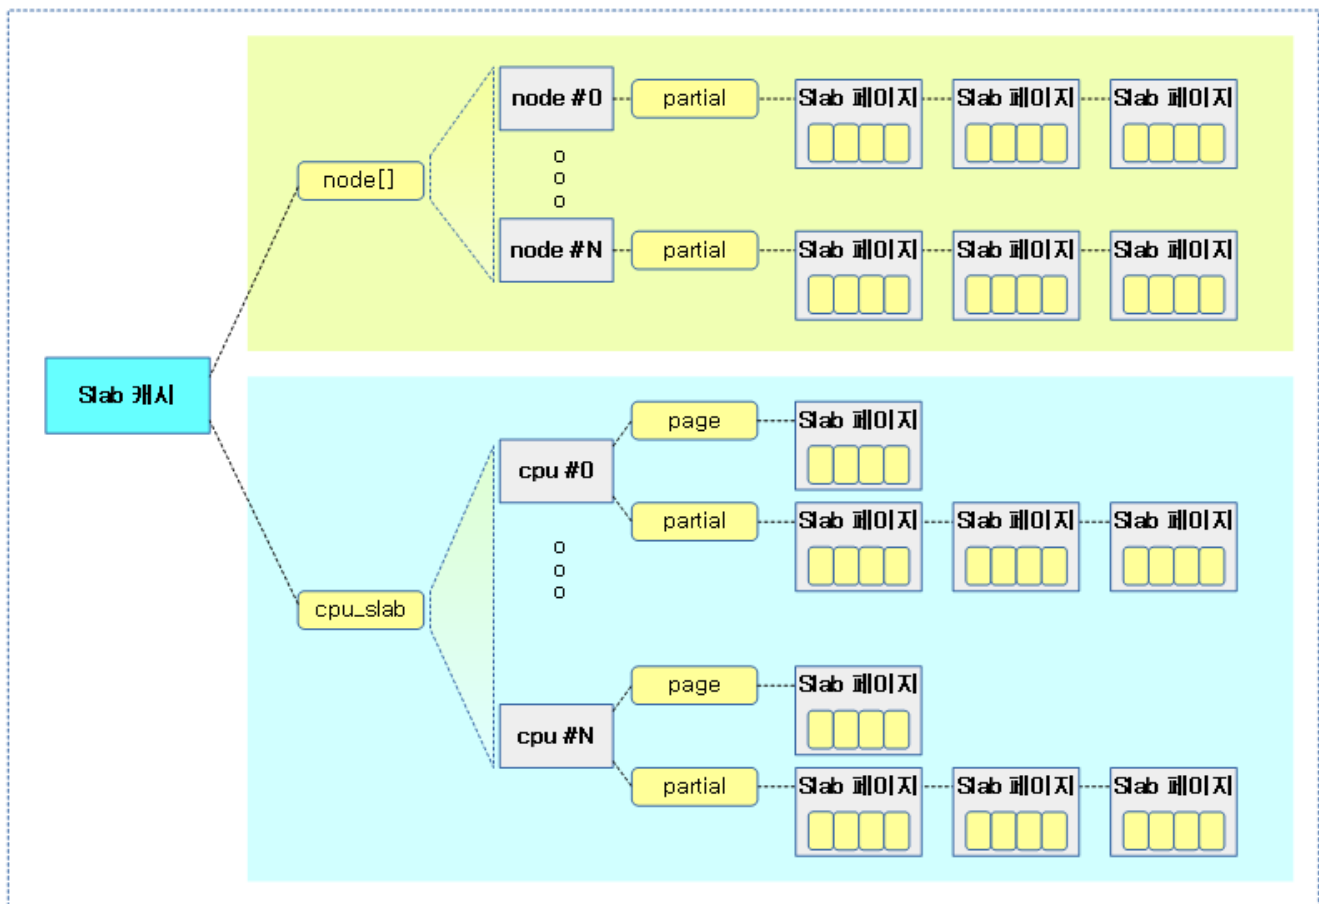 node #0
partial
Slab 페이지
Slab 페이지
Slab 페이지
node[]
node #N
partial
Slab 페이지
Slab 페이지
Slab 페이지
Slab 캐시
page
Slab 페이지
cpu #0
partial
Slab 페이지
Slab 페이지
Slab 페이지
cpu_slab
page
Slab 페이지
cpu #N
partial
Slab 페이지
Slab 페이지
Slab 페이지